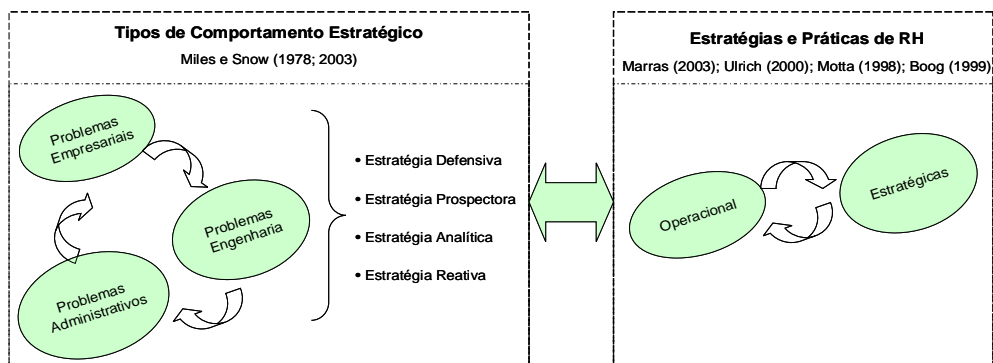 Tipos de Comportamento Estratégico
Miles e Snow (1978; 2003)
Problemas
Empresariais
Problemas
Engenharia
Problemas
Administrativos
• Estratégia Defensiva
• Estratégia Prospectora
• Estratégia Analítica
• Estratégia Reativa
Estratégias e Práticas de RH
Marras (2003); Ulrich (2000); Motta (1998); Boog (1999)
Operacional
Estratégicas